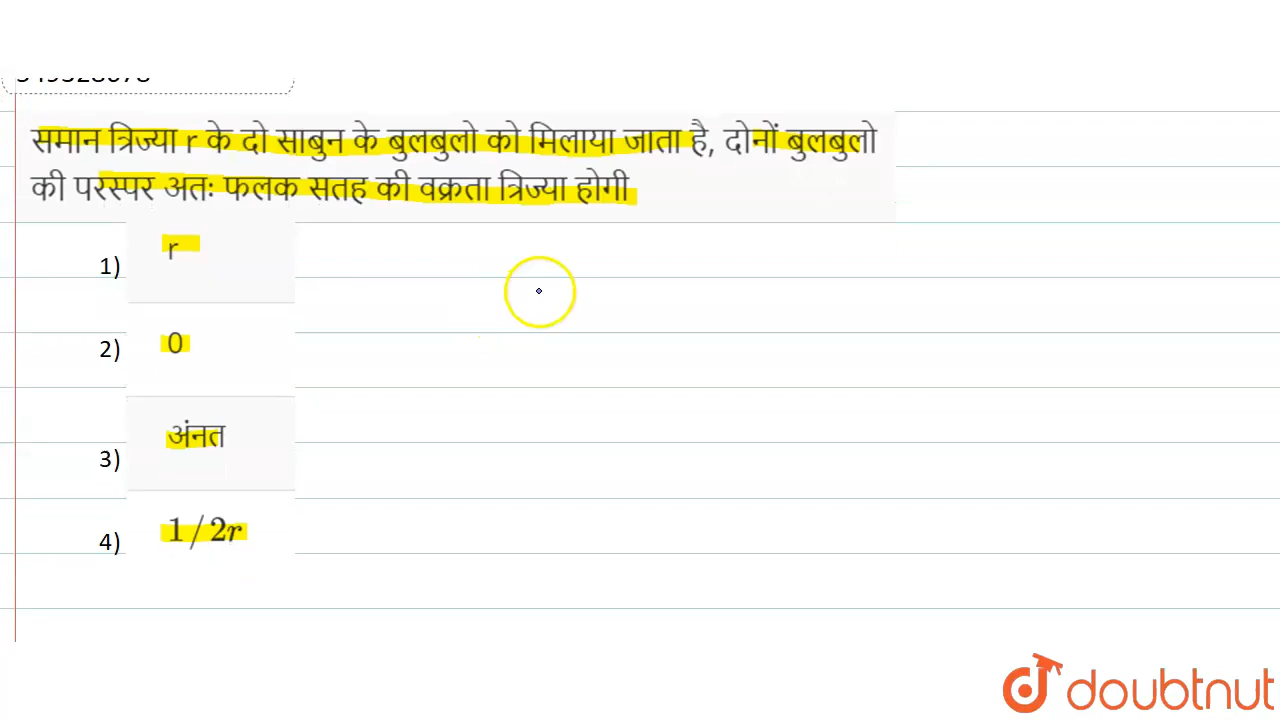 समान त्रिज्या r के दो साबुन के बुलबुलो को मिलाया जाता है, दोनों बुलबुलो
की परस्पर अतः फलक सतह की वक्रता त्रिज्या होगी
1) r
2) 0
3) अंनत
4) 1/2r
doubtnut